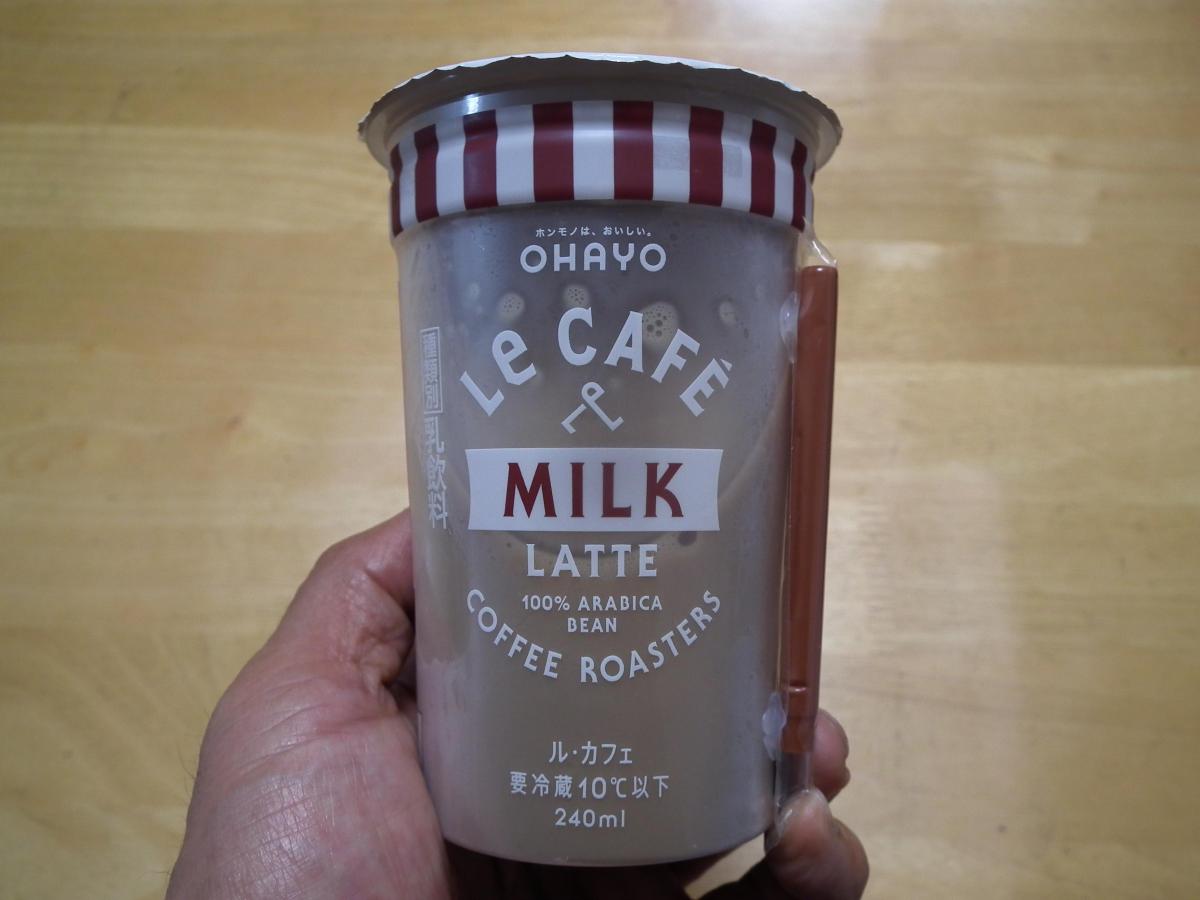 ホンモノは、おいしい。
OHAYO
Le CAFÉ
&
MILK
LATTE
100% ARABICA
BEAN
COFFEE ROASTERS
種類別 乳飲料
ル・カフェ
要冷蔵10℃以下
240ml